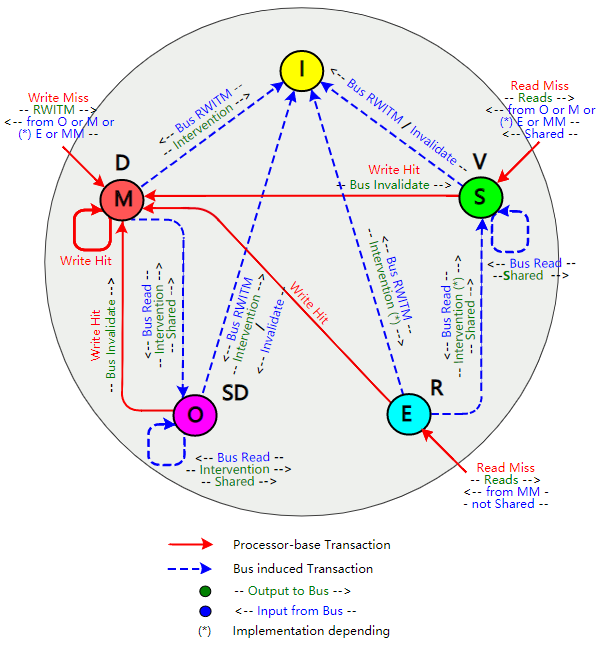 I
<-- Bus RWITM --
-- Intervention -->
<-- Bus RWITM / Invalidate --
Write Miss
-- RWITM -->
<-- from O or M or
(*) E or MM --
Read Miss
-- Reads -->
<-- from O or M or
(*) E or MM --
<-- Shared --
D
M
V
S
Write Hit
-- Bus Invalidate -->
Write Hit
<-- Bus Read --
--Shared -->
Write Hit
-- Bus Invalidate -->
<-- Bus Read --
-- Intervention -->
-- Shared -->
<-- Bus RWITM
-- Intervention -->
/
<-- Invalidate --
Write Hit
<-- Bus RWITM --
-- Intervention (*) -->
<-- Bus Read --
-- Intervention (*) -->
-- Shared -->
SD
O
R
E
<-- Bus Read --
-- Intervention -->
-- Shared -->
Read Miss
-- Reads -->
<-- from MM -
- not Shared --
Processor-base Transaction
Bus induced Transaction
-- Output to Bus -->
<-- Input from Bus --
(*) Implementation depending